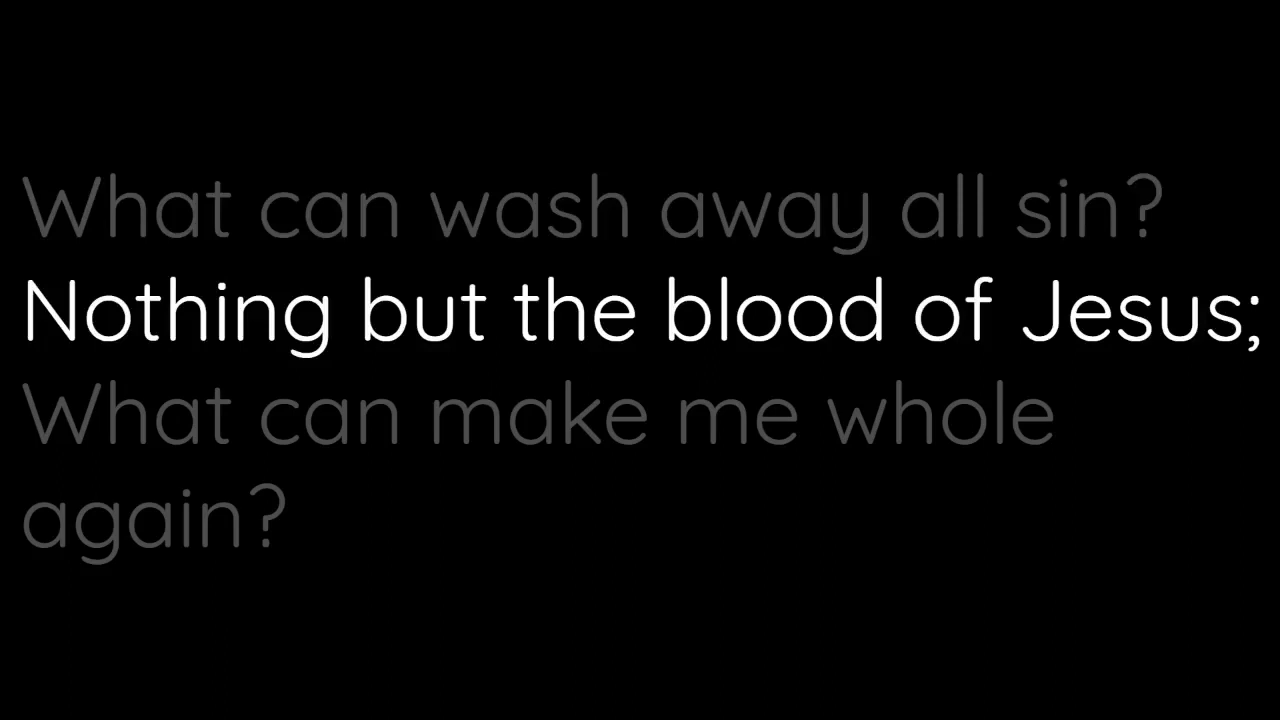 What can wash away all sin?
Nothing but the blood of Jesus;
What can make me whole
again?